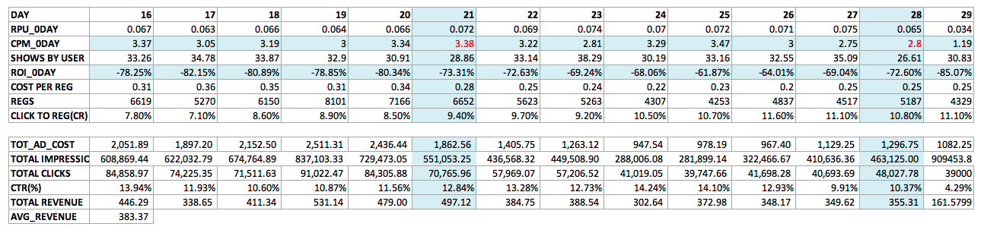 DAY 16 17 18 19 20 21 22 23 24 25 26 27 28 29
RPU_0DAY 0.067 0.063 0.066 0.064 0.066 0.072 0.069 0.074 0.07 0.072 0.071 0.075 0.065 0.034
CPM_0DAY 3.37 3.05 3.19 3 3.34 3.38 3.22 2.81 3.29 3.47 3 2.75 2.8 1.19
SHOWS BY USER 33.26 34.78 33.87 32.9 30.91 28.86 33.14 38.29 30.19 33.16 32.55 35.09 26.61 30.83
ROI_0DAY -78.25% -82.15% -80.89% -78.85% -80.34% -73.31% -72.63% -69.24% -68.06% -61.87% -64.01% -69.04% -72.60% -85.07%
COST PER REG 0.31 0.36 0.35 0.31 0.34 0.28 0.25 0.24 0.22 0.23 0.2 0.25 0.25 0.25
REGS 6619 5270 6150 8101 7166 6652 5623 5263 4307 4253 4837 4517 5187 4329
CLICK TO REG(CR) 7.80% 7.10% 8.60% 8.90% 8.50% 9.40% 9.70% 9.20% 10.50% 10.70% 11.60% 11.10% 10.80% 11.10%
TOT_AD_COST 2,051.89 1,897.20 2,152.50 2,511.31 2,436.44 1,862.56 1,405.75 1,263.12 947.54 978.19 967.40 1,129.25 1,296.75 1082.25
TOTAL IMPRESSIO 608,869.44 622,032.79 674,764.89 837,103.33 729,473.05 551,053.25 436,568.32 449,508.90 288,006.08 281,899.14 322,466.67 410,636.36 463,125.00 909453.8
TOTAL CLICKS 84,858.97 74,225.35 71,511.63 91,022.47 84,305.88 70,765.96 57,969.07 57,206.52 41,019.05 39,747.66 41,698.28 40,693.69 48,027.78 39000
CTR(%) 13.94% 11.93% 10.60% 10.87% 11.56% 12.84% 13.28% 12.73% 14.24% 14.10% 12.93% 9.91% 10.37% 4.29%
TOTAL REVENUE 446.29 338.65 411.34 531.14 479.00 497.12 384.75 388.54 302.64 372.98 348.17 349.62 355.31 161.5799
AVG_REVENUE 383.37